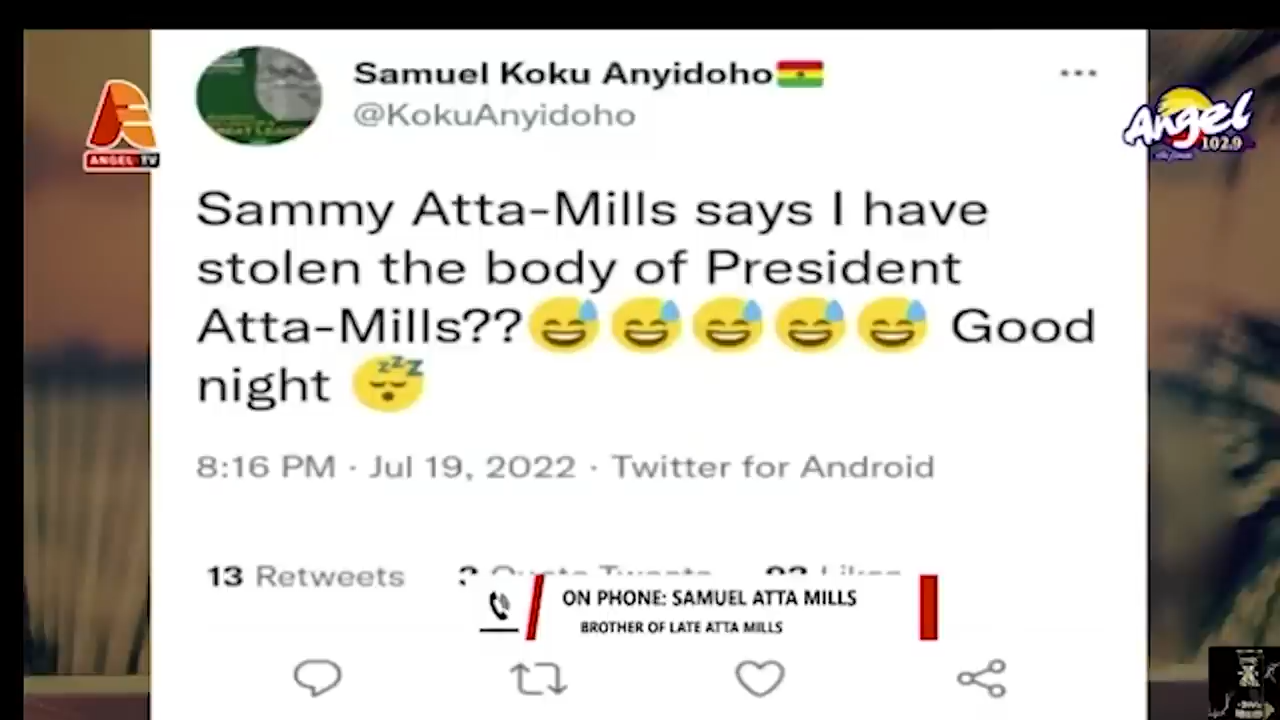 Samuel Koku Anyidoho
@KokuAnyidoho
ANGEL TV
Angel
102.9
Sammy Atta-Mills says I have
stolen the body of President
Atta-Mills?? Good
night
8:16 PM · Jul 19, 2022 · Twitter for Android
13 Retweets
ON PHONE: SAMUEL ATTA MILLS
BROTHER OF LATE ATTA MILLS